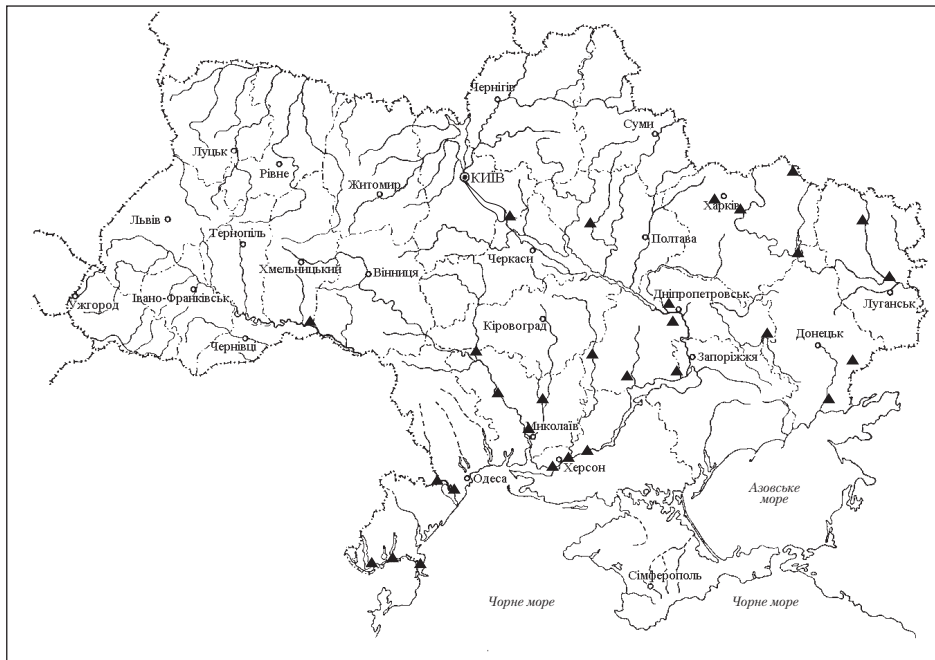 Чернігів
Суми
Луцьк
Рівне
КИЇВ
Житомир
Харків
Львів
Тернопіль
Полтава
Черкаси
Хмельницький
Вінниця
Ужгород
Івано-Франківськ
Луганськ
Дніпропетровськ
Кіровоград
Донецьк
Чернівці
Запоріжжя
Миколаїв
Херсон
Одеса
Азовське
море
Сімферополь
Чорне море
Чорне море